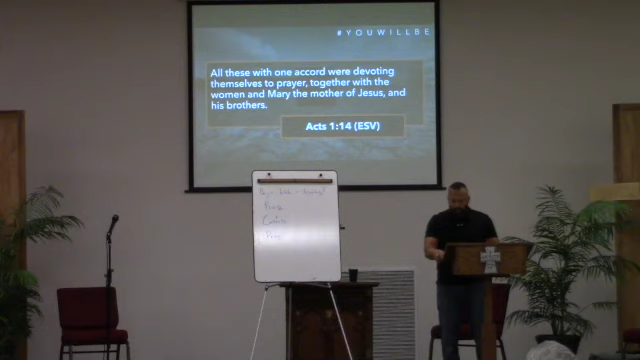 #YOUWILLBE
All these with one accord were devoting
themselves to prayer, together with the
women and Mary the mother of Jesus, and
his brothers.
Acts 1:14 (ESV)